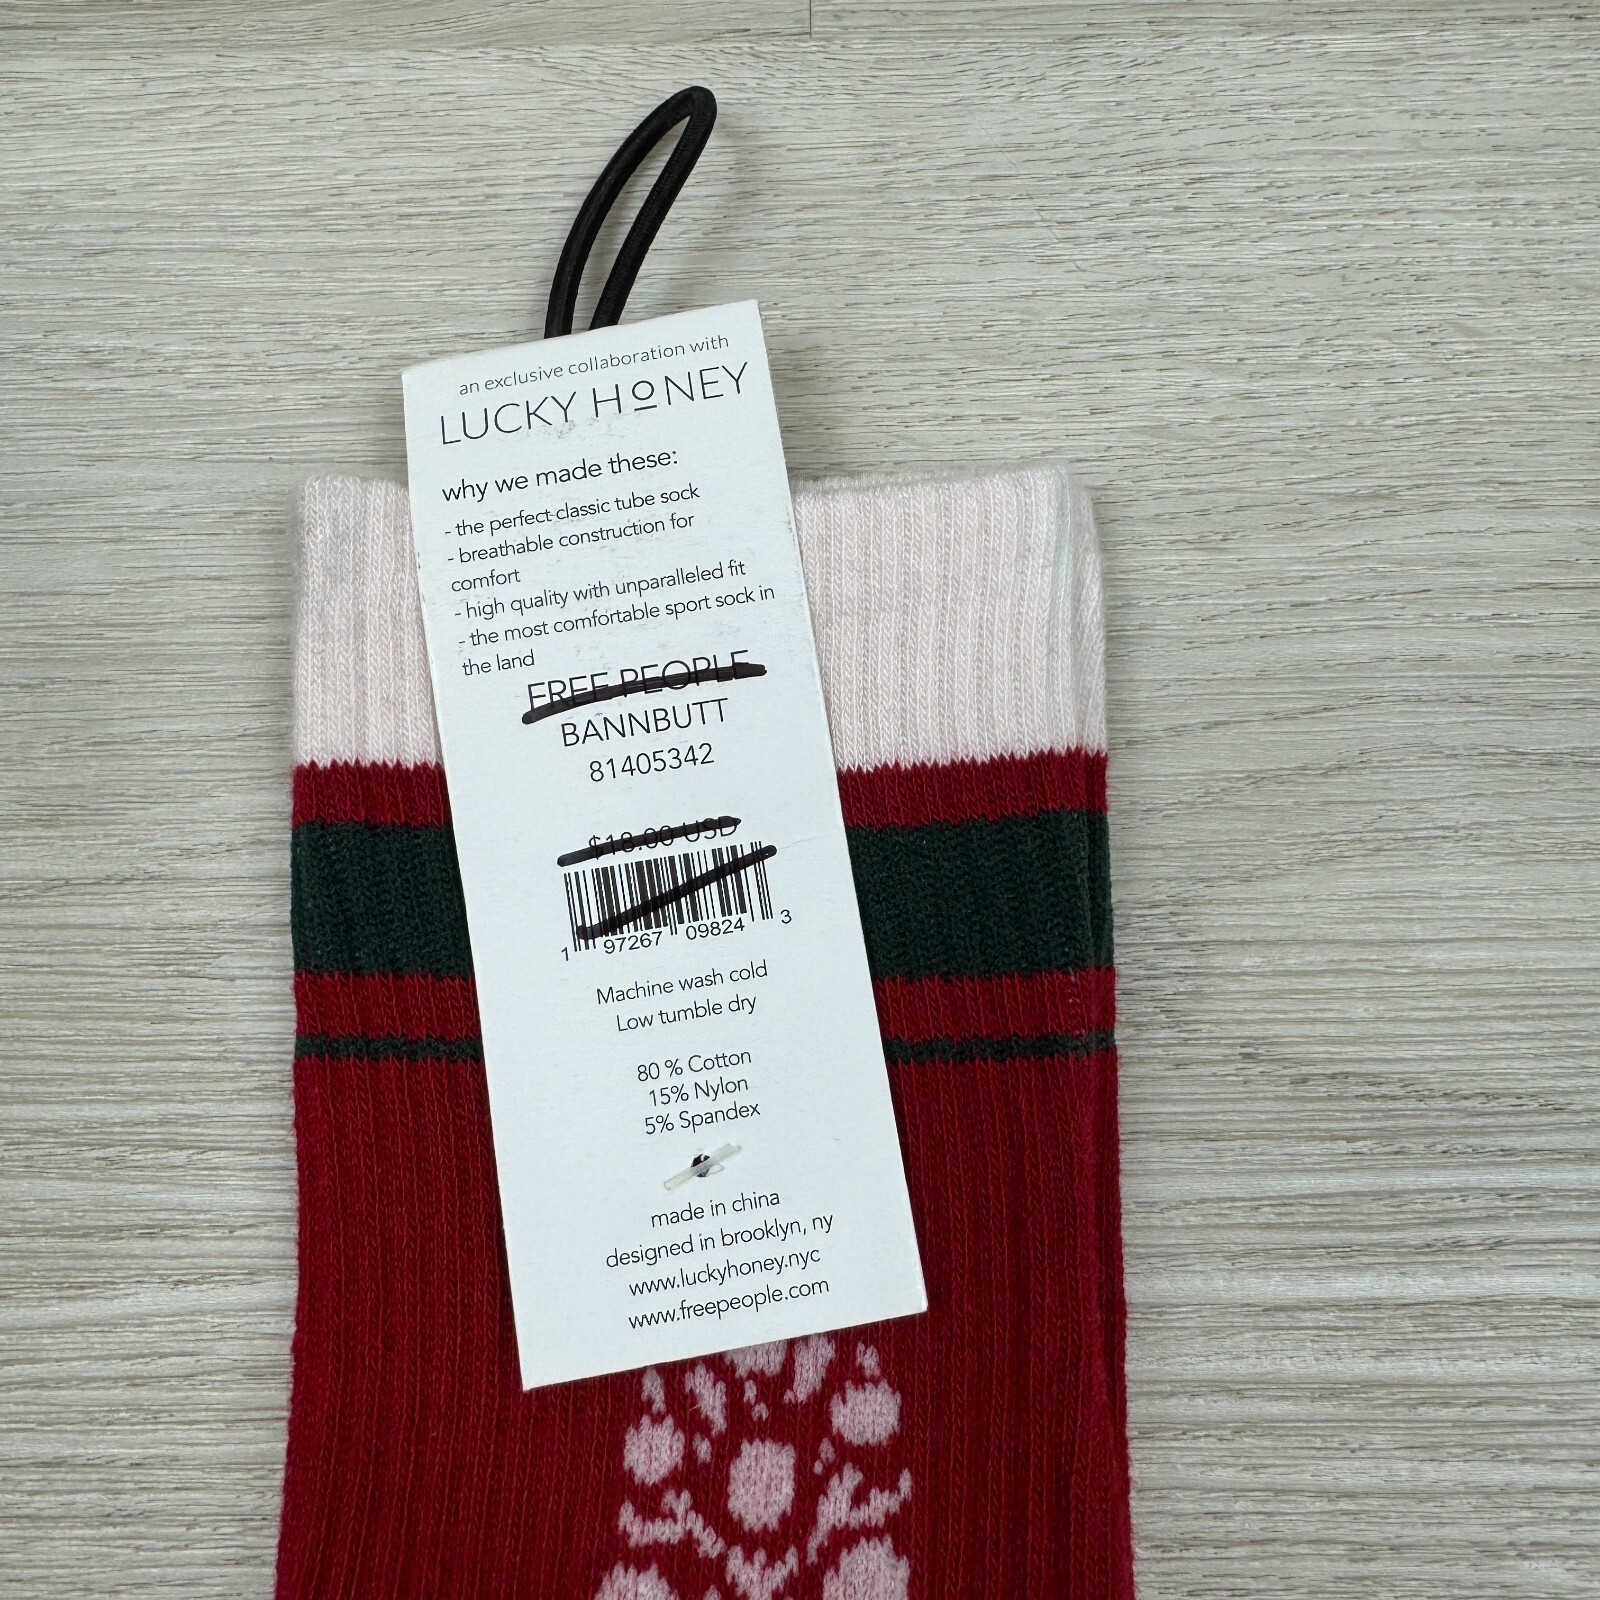 an exclusive collaboration with
LUCKY HONEY
why we made these:
- the perfect classic tube sock
- breathable construction for
comfort
- high quality with unparalleled fit
- the most comfortable sport sock in
the land
FREE PEOPLE
BANNBUTT
81405342
$18.00 USD
1 97267 09824 3
Machine wash cold
Low tumble dry
80 % Cotton
15% Nylon
5% Spandex
made in china
designed in brooklyn, ny
www.luckyhoney.nyc
www.freepeople.com